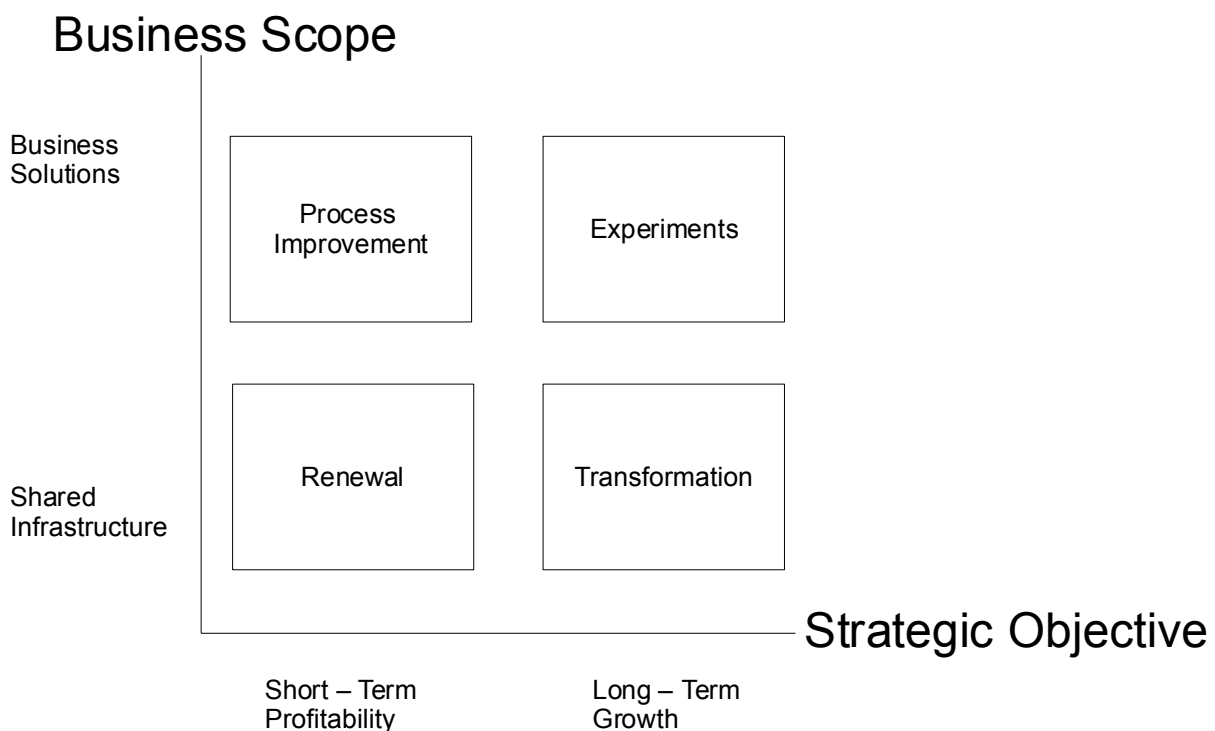 Business Scope
Business
Solutions
Process
Improvement
Experiments
Renewal
Transformation
Shared
Infrastructure
Strategic Objective
Short – Term
Profitability
Long – Term
Growth